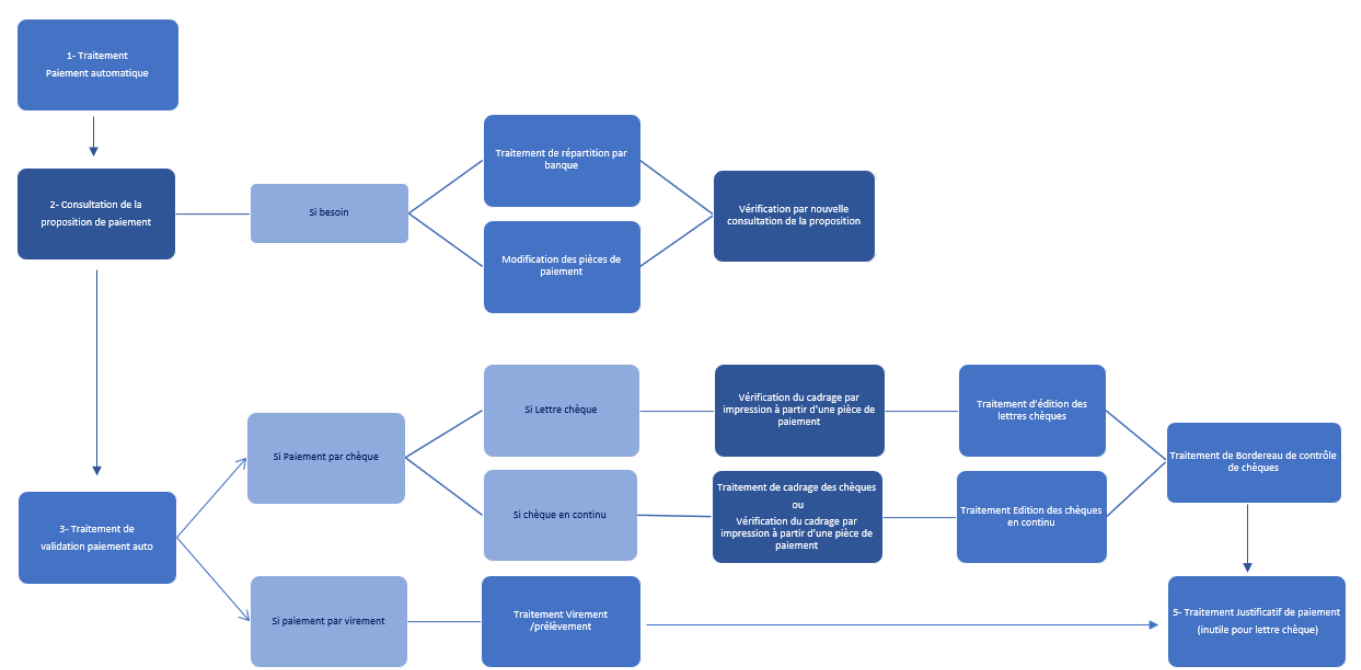 1- Traitement
Paiement automatique
2- Consultation de la
proposition de paiement
Si besoin
Traitement de répartition par
banque
Modification des pièces de
paiement
Vérification par nouvelle
consultation de la proposition
3- Traitement de
validation paiement auto
Si Paiement par chèque
Si Lettre chèque
Vérification du cadrage par
impression à partir d'une pièce de
paiement
Traitement d'édition des
lettres chèques
Si chèque en continu
Traitement de cadrage des chèques
ou
Vérification du cadrage par
impression à partir d'une pièce de
paiement
Traitement Edition des chèques
en continu
Traitement de Bordereau de contrôle
de chèques
Si paiement par virement
Traitement Virement
/prélèvement
5- Traitement Justificatif de paiement
(inutile pour lettre chèque)